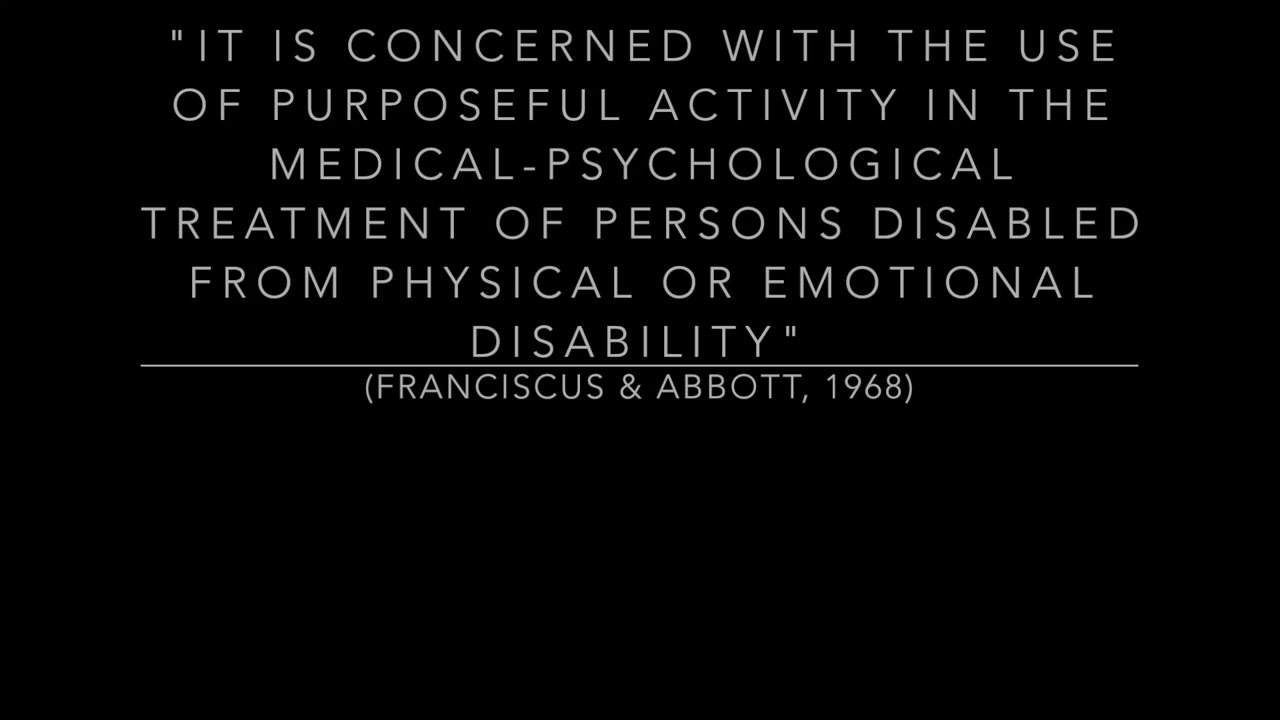 "IT IS CONCERNED WITH THE USE
OF PURPOSEFUL ACTIVITY IN THE
MEDICAL-PSYCHOLOGICAL
TREATMENT OF PERSONS DISABLED
FROM PHYSICAL OR EMOTIONAL
DISABILITY"
(FRANCISCUS & ABBOTT, 1968)